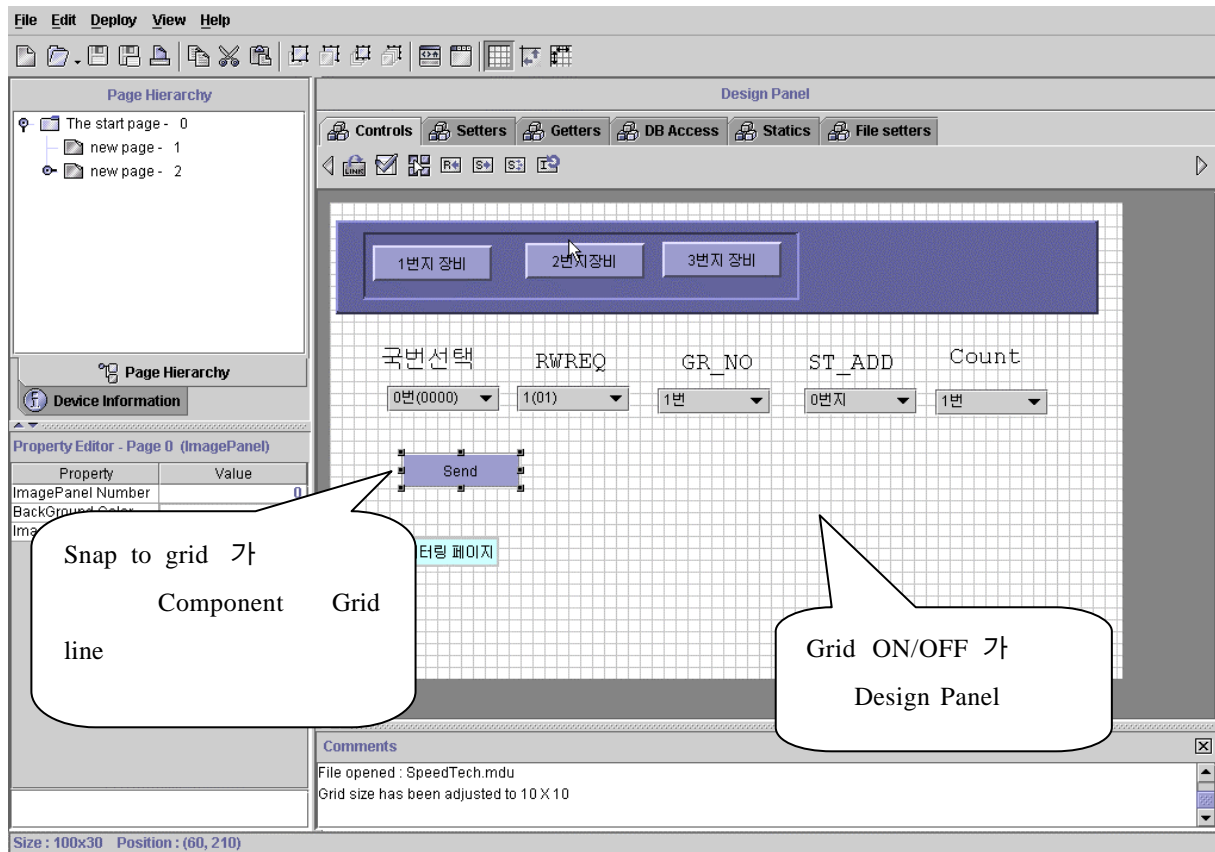 File Edit Deploy View Help
Page Hierarchy
The start page - 0
new page - 1
new page - 2
Page Hierarchy
Device Information
Property Editor - Page 0 (ImagePanel)
Property Value
ImagePanel Number 0
BackGround Color
Ima
Design Panel
Controls Setters Getters DB Access Statics File setters
LINK R S S I
1번지 장비 2번지장비 3번지 장비
국번선택 RWREQ GR_NO ST_ADD Count
0번(0000) 1(01) 1번 0번지 1번
Send
터링 페이지
Snap to grid 가
Component Grid
line
Grid ON/OFF 가
Design Panel
Comments
File opened : SpeedTech.mdu
Grid size has been adjusted to 10 X 10
Size : 100x30 Position : (60, 210)